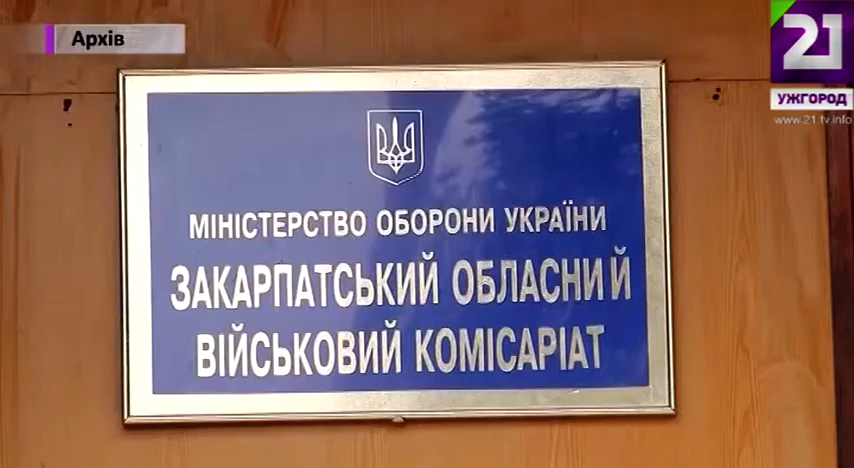 Архів
21
УЖГОРОД
www.21.tv.info
МІНІСТЕРСТВО ОБОРОНИ УКРАЇНИ
ЗАКАРПАТСЬКИЙ ОБЛАСНИЙ
ВІЙСЬКОВИЙ КОМІСАРІАТ